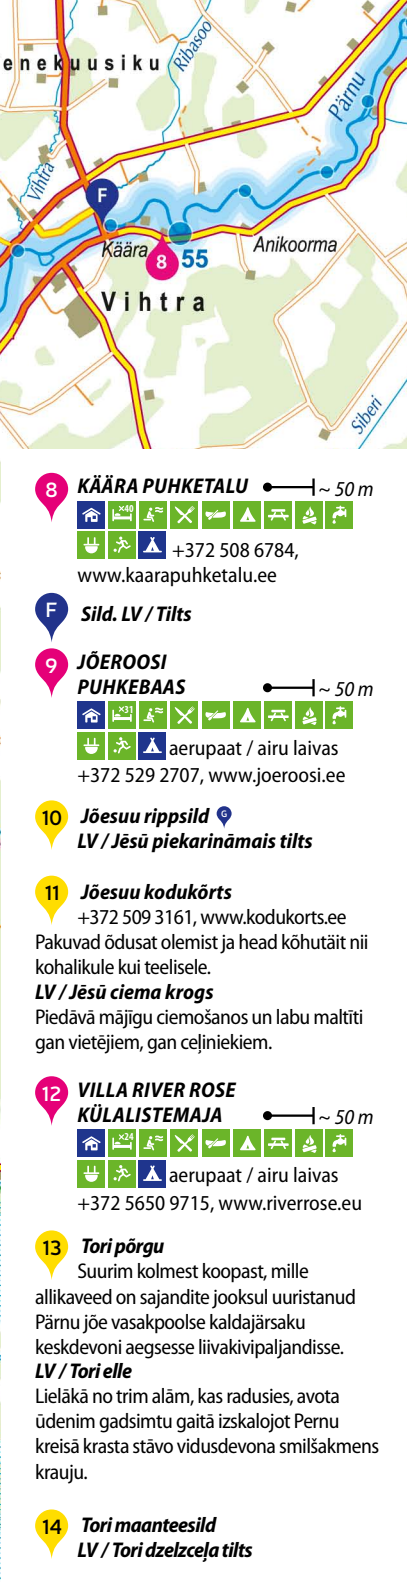 enekuusiku
Ribasoo
Pärnu
Vihtra
F
Käära
8
55
Anikoorma
Vihtra
Siberi
8 KÄÄRA PUHKETALU ~ 50 m
×40
+372 508 6784,
www.kaarapuhketalu.ee
F Sild. LV / Tilts
9 JÕEROOSI
PUHKEBAAS ~ 50 m
×31
aerupaat / airu laivas
+372 529 2707, www.joeroosi.ee
10 Jõesuu rippsild G
LV / Jēsū piekarināmais tilts
11 Jõesuu kodukõrts
+372 509 3161, www.kodukorts.ee
Pakuvad õdusat olemist ja head kõhutäit nii
kohalikule kui teelisele.
LV / Jēsū ciema krogs
Piedāvā mājīgu ciemošanos un labu maltīti
gan vietējiem, gan ceļiniekiem.
12 VILLA RIVER ROSE
KÜLALISTEMAJA ~ 50 m
×24
aerupaat / airu laivas
+372 5650 9715, www.riverrose.eu
13 Tori põrgu
Suurim kolmest koopast, mille
allikaveed on sajandite jooksul uuristanud
Pärnu jõe vasakpoolse kaldajärsaku
keskdevoni aegsesse liivakivipaljandisse.
LV / Tori elle
Lielākā no trim alām, kas radusies, avota
ūdenim gadsimtu gaitā izskalojot Pernu
kreisā krasta stāvo vidusdevona smilšakmens
krauju.
14 Tori maanteesild
LV / Tori dzelzceļa tilts